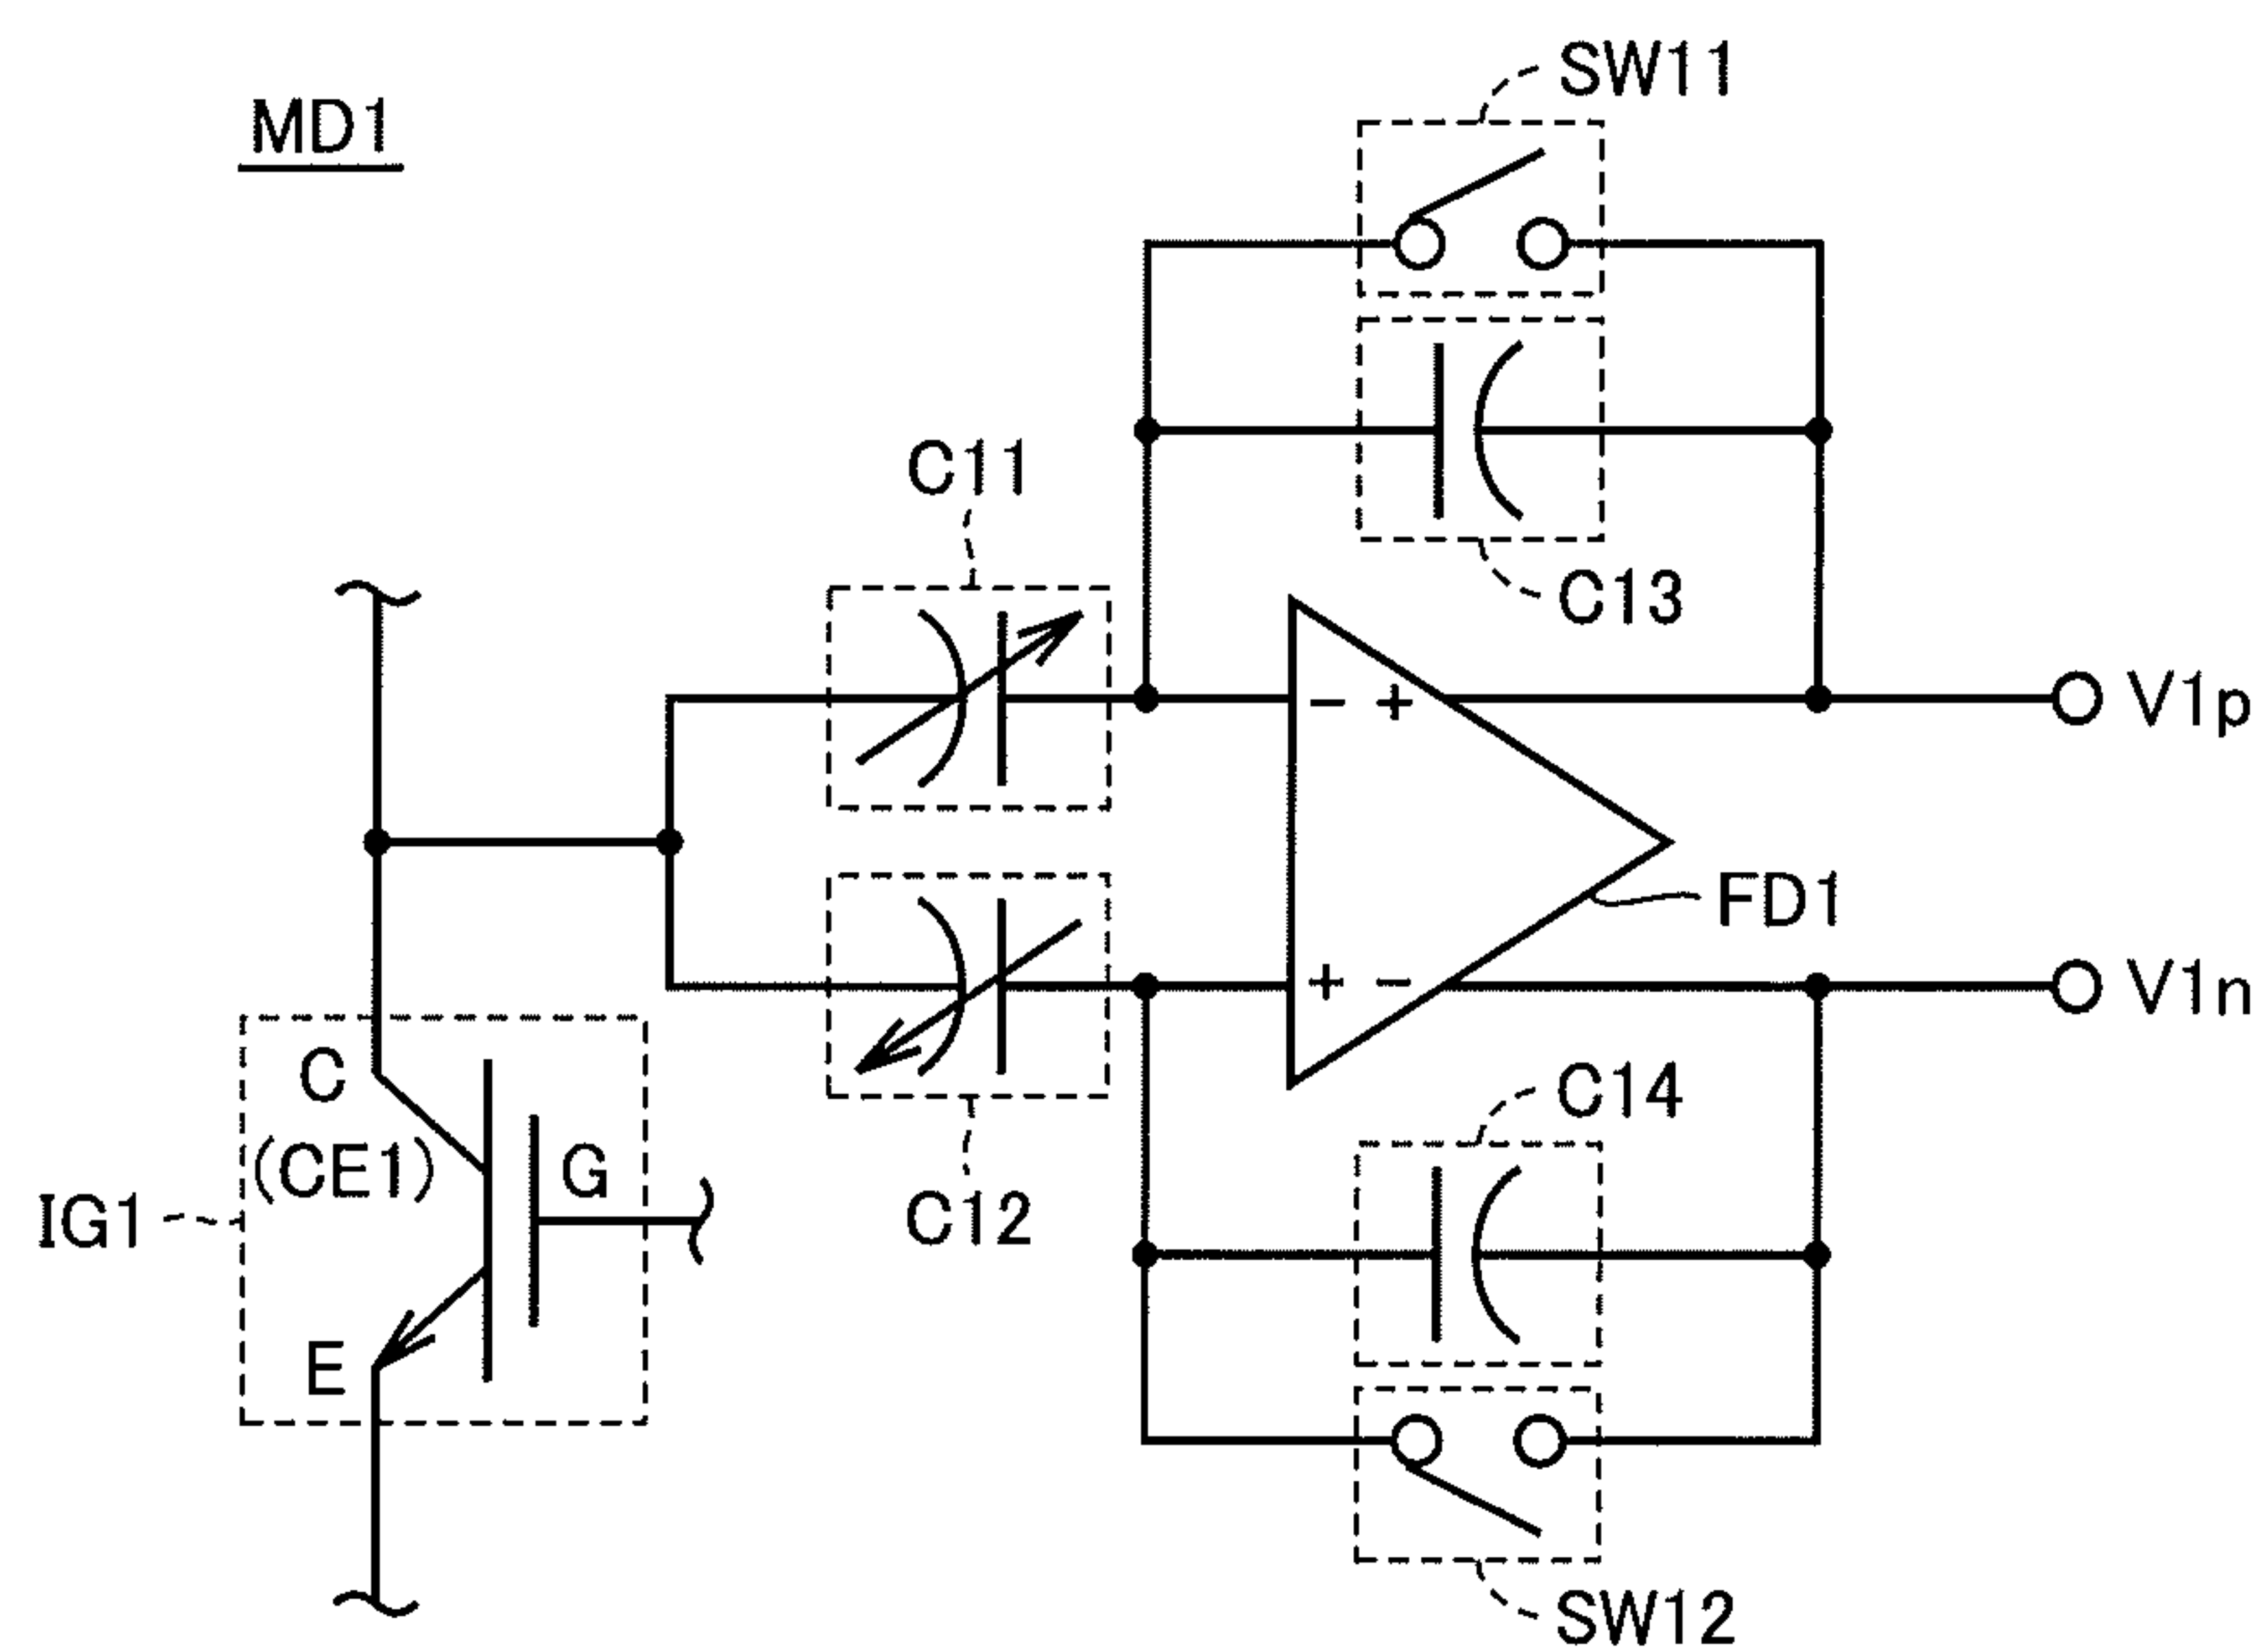 MD1
SW11
C11
C13
- +
V1p
FD1
+ -
V1n
C
C14
(CE1)
G
IG1
C12
E
SW12